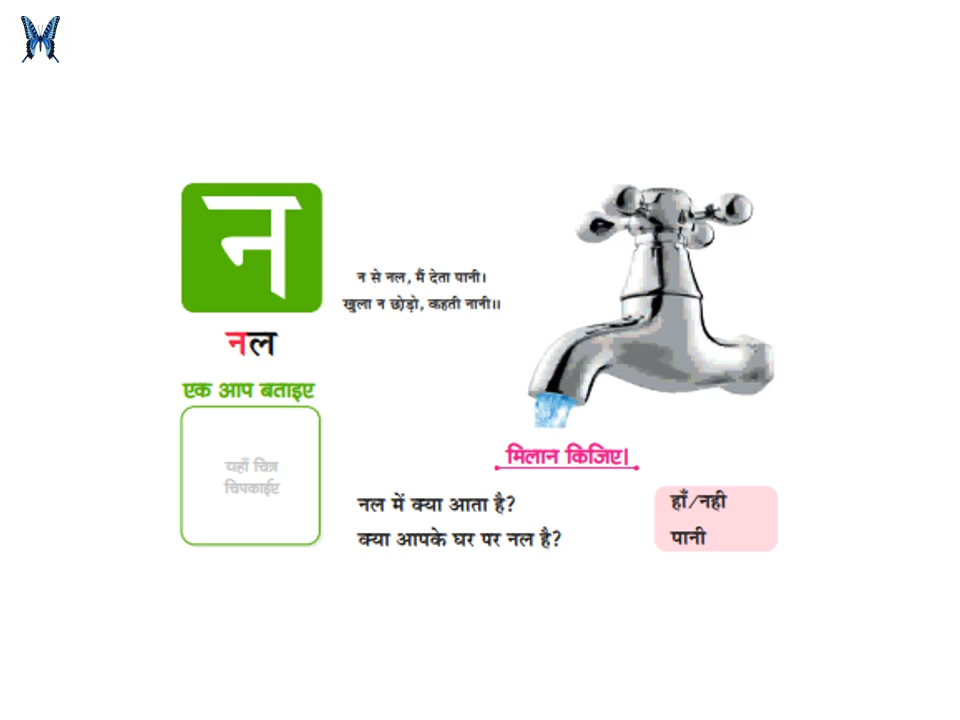 न
न से नल, मैं देता पानी।
खुला न छोड़ो, कहती नानी।।
नल
एक आप बताइए
यहाँ चित्र
चिपकाईए
मिलान किजिए।
नल में क्या आता है?
हाँ/नही
क्या आपके घर पर नल है?
पानी